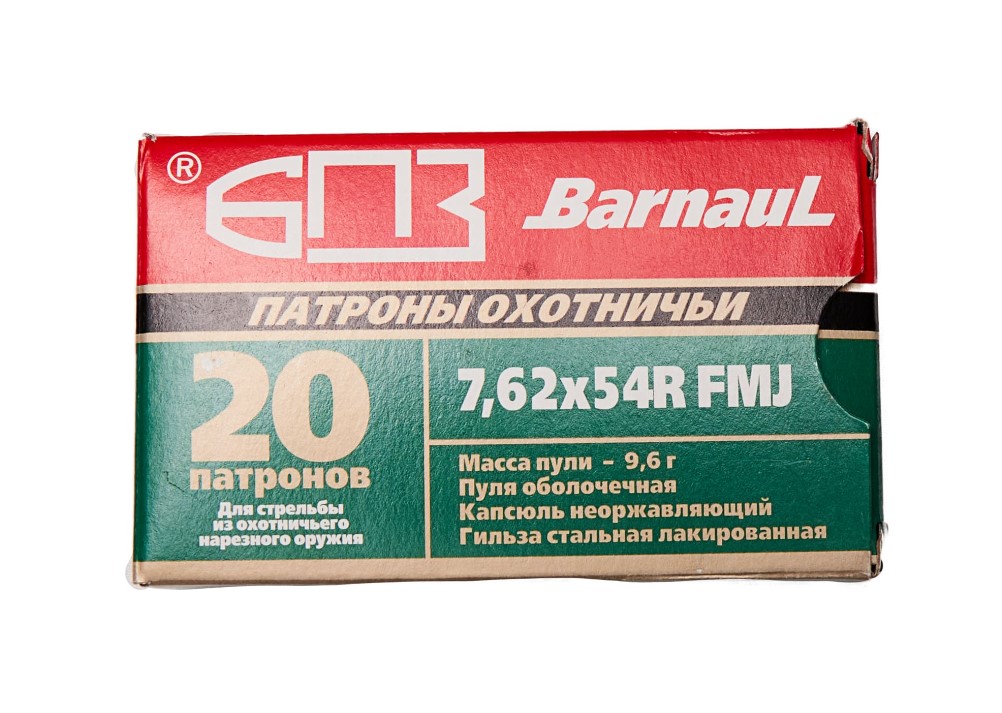 ® БПЗ Barnaul
ПАТРОНЫ ОХОТНИЧЬИ
20
патронов
Для стрельбы
из охотничьего
нарезного оружия
7,62x54R FMJ
Масса пули – 9,6 г
Пуля оболочечная
Капсюль неоржавляющий
Гильза стальная лакированная